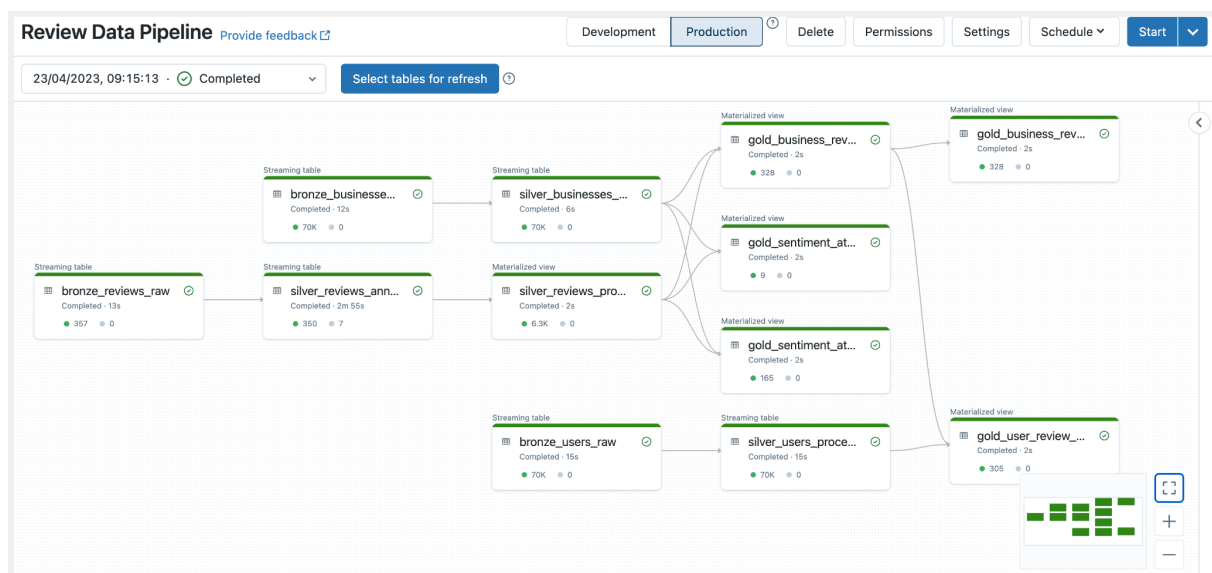 Review Data Pipeline Provide feedback
Development Production ? Delete Permissions Settings Schedule Start
23/04/2023, 09:15:13 · Completed Select tables for refresh ?
Materialized view
gold_business_rev...
Completed · 2s
328 0
Materialized view
gold_business_rev...
Completed · 2s
328 0
Streaming table
bronze_businesse...
Completed · 12s
70K 0
Streaming table
silver_businesses_...
Completed · 6s
70K 0
Materialized view
gold_sentiment_at...
Completed · 2s
9 0
Streaming table
bronze_reviews_raw
Completed · 13s
357 0
Streaming table
silver_reviews_ann...
Completed · 2m 55s
350 7
Materialized view
silver_reviews_pro...
Completed · 2s
6.3K 0
Materialized view
gold_sentiment_at...
Completed · 2s
165 0
Streaming table
bronze_users_raw
Completed · 15s
70K 0
Streaming table
silver_users_proce...
Completed · 15s
70K 0
Materialized view
gold_user_review_...
Completed · 2s
305 0